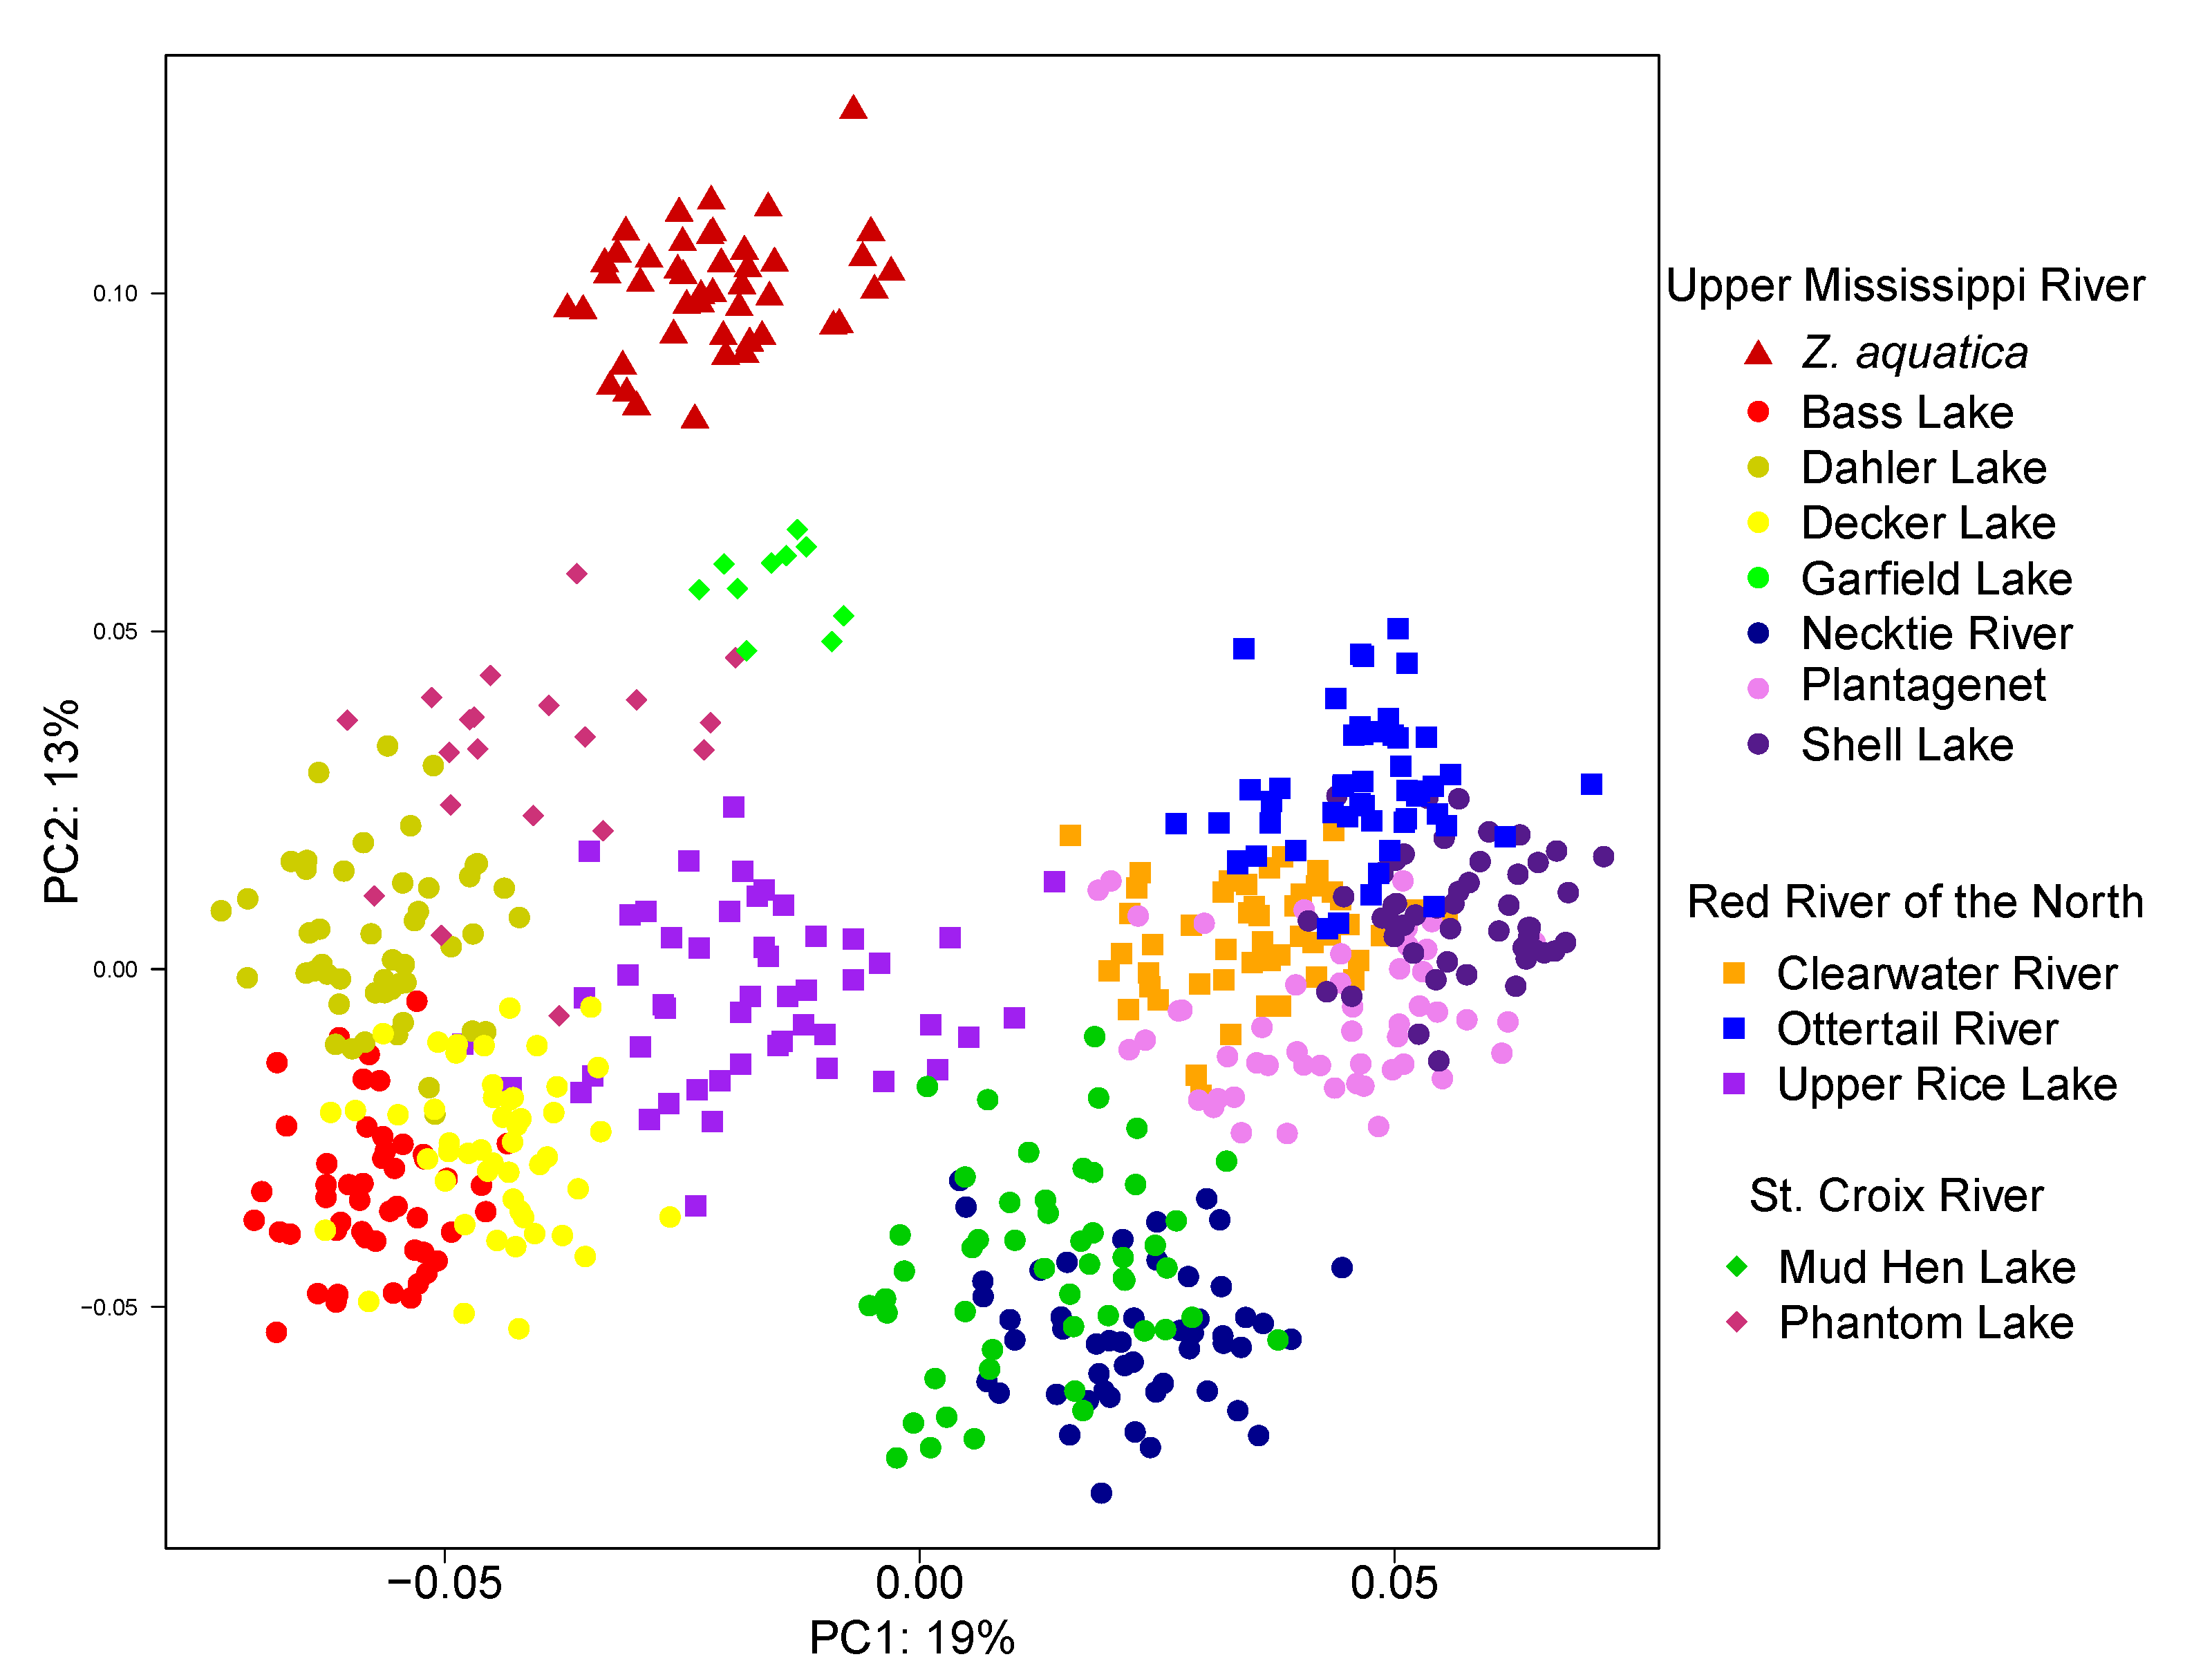 0.10
0.05
0.00
−0.05
PC2: 13%
−0.05
0.00
0.05
PC1: 19%
Upper Mississippi River
Z. aquatica
Bass Lake
Dahler Lake
Decker Lake
Garfield Lake
Necktie River
Plantagenet
Shell Lake
Red River of the North
Clearwater River
Ottertail River
Upper Rice Lake
St. Croix River
Mud Hen Lake
Phantom Lake